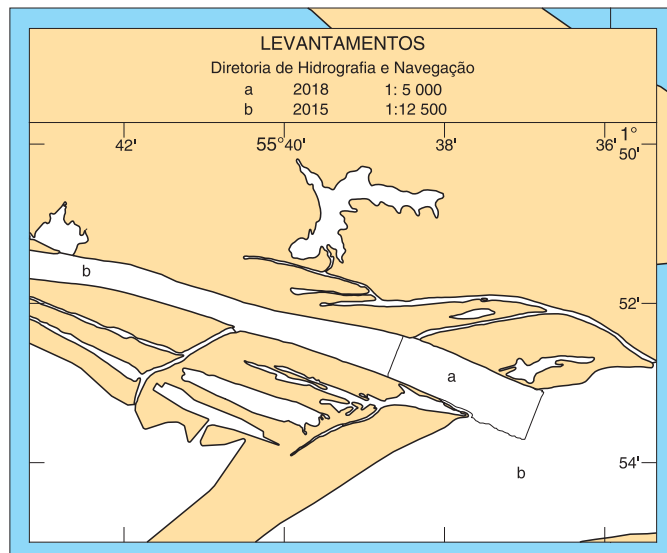 LEVANTAMENTOS
Diretoria de Hidrografia e Navegação
a 2018 1: 5 000
b 2015 1:12 500
42' 55° 40' 38' 36' 1°
50'
b
52'
a
54'
b